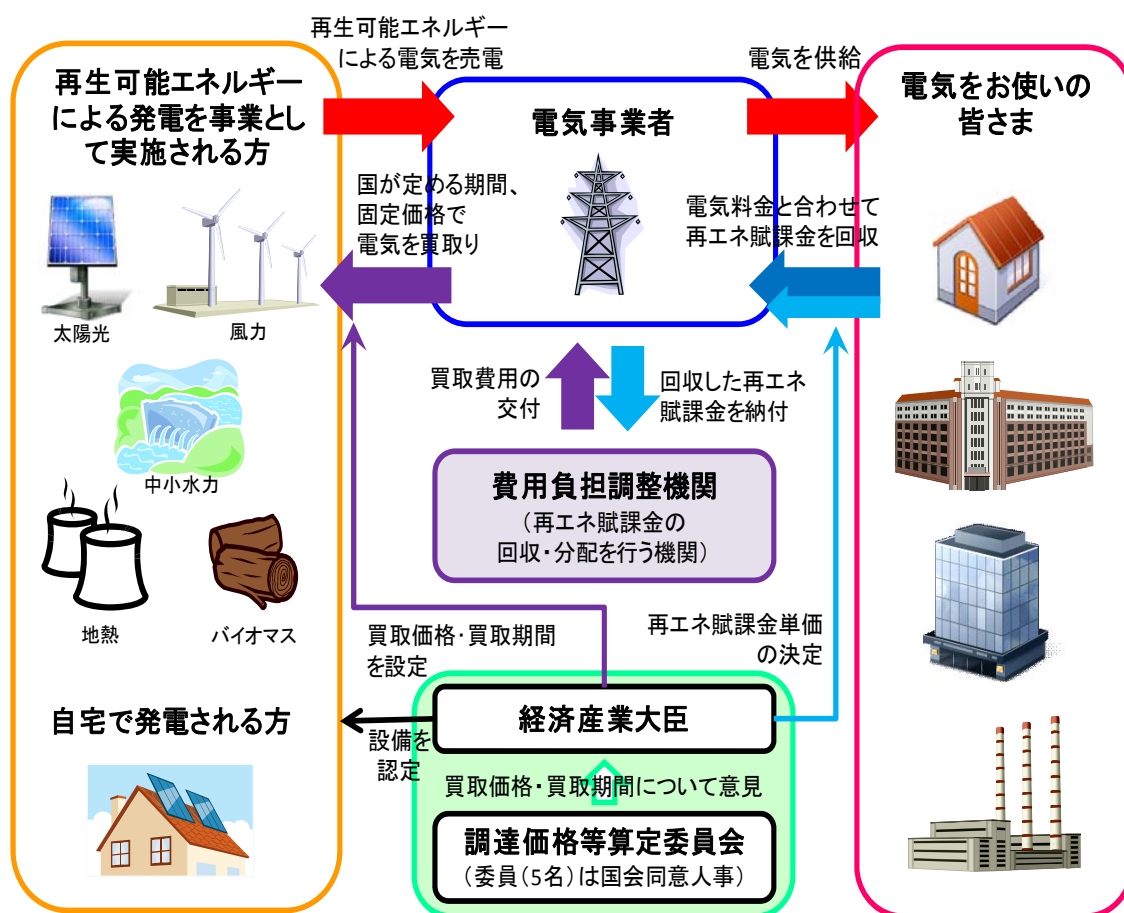 再生可能エネルギー
による電気を売電
電気を供給
再生可能エネルギー
による発電を事業とし
て実施される方
電気事業者
電気をお使いの
皆さま
国が定める期間、
固定価格で
電気を買取り
電気料金と合わせて
再エネ賦課金を回収
太陽光
風力
中小水力
地熱
バイオマス
買取費用の
交付
回収した再エネ
賦課金を納付
費用負担調整機関
（再エネ賦課金の
回収・分配を行う機関）
買取価格・買取期間
を設定
再エネ賦課金単価
の決定
自宅で発電される方
設備を
認定
経済産業大臣
買取価格・買取期間について意見
調達価格等算定委員会
（委員（5名）は国会同意人事）